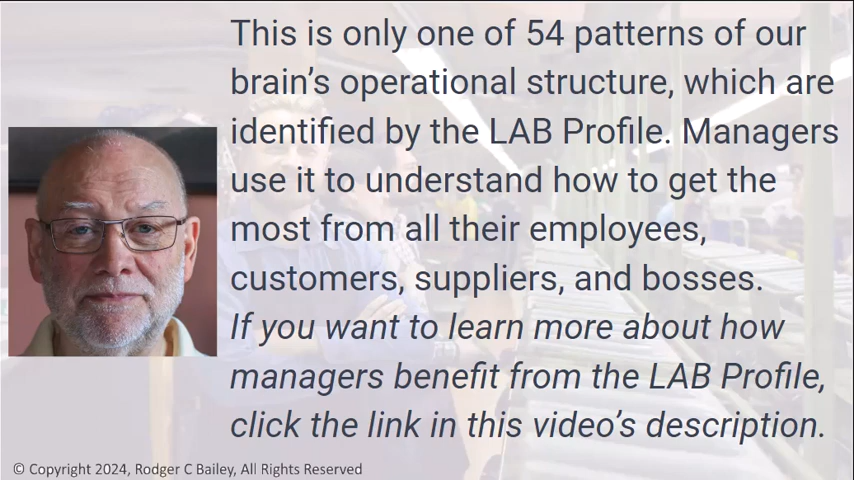 This is only one of 54 patterns of our
brain’s operational structure, which are
identified by the LAB Profile. Managers
use it to understand how to get the
most from all their employees,
customers, suppliers, and bosses.
If you want to learn more about how
managers benefit from the LAB Profile,
click the link in this video’s description.
© Copyright 2024, Rodger C Bailey, All Rights Reserved